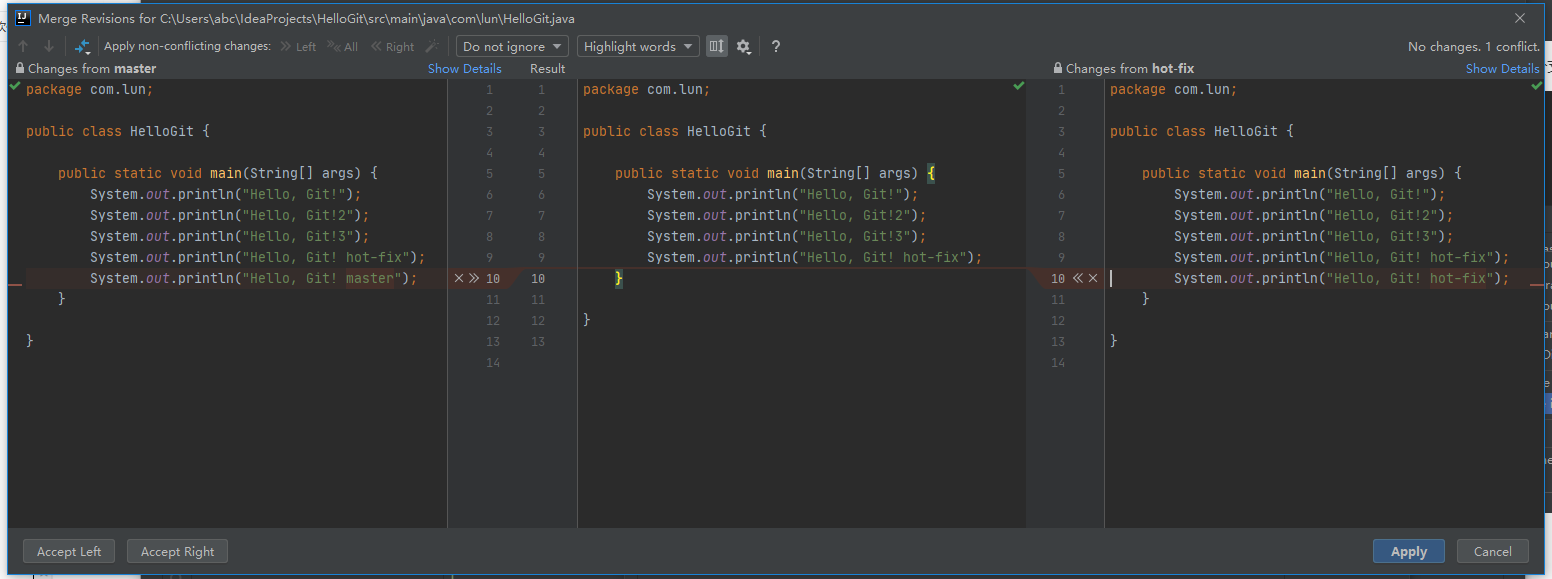 Merge Revisions for C:\Users\abc\IdeaProjects\HelloGit\src\main\java\com\lun\HelloGit.java
Apply non-conflicting changes: Left All Right Do not ignore Highlight words ? No changes. 1 conflict.
Changes from master Show Details Result Changes from hot-fix Show Details
package com.lun; 1 1 package com.lun; 1 package com.lun;
2 2 2
public class HelloGit { 3 3 public class HelloGit { 3 public class HelloGit {
4 4 4
public static void main(String[] args) { 5 5 public static void main(String[] args) { 5 public static void main(String[] args) {
System.out.println("Hello, Git!"); 6 6 System.out.println("Hello, Git!"); 6 System.out.println("Hello, Git!");
System.out.println("Hello, Git!2"); 7 7 System.out.println("Hello, Git!2"); 7 System.out.println("Hello, Git!2");
System.out.println("Hello, Git!3"); 8 8 System.out.println("Hello, Git!3"); 8 System.out.println("Hello, Git!3");
System.out.println("Hello, Git! hot-fix"); 9 9 System.out.println("Hello, Git! hot-fix"); 9 System.out.println("Hello, Git! hot-fix");
System.out.println("Hello, Git! master"); 10 10 } 10 System.out.println("Hello, Git! hot-fix");
} 11 11 11 }
12 12 } 12
} 13 13 13 }
14 14
Accept Left Accept Right Apply Cancel